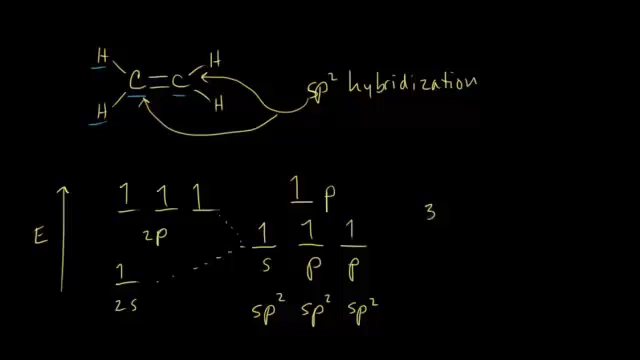 H H
C=C sp² hybridization
H H
1 1 1 1 p
E 2p 1 1 1 3
1 s p p
2s sp² sp² sp²